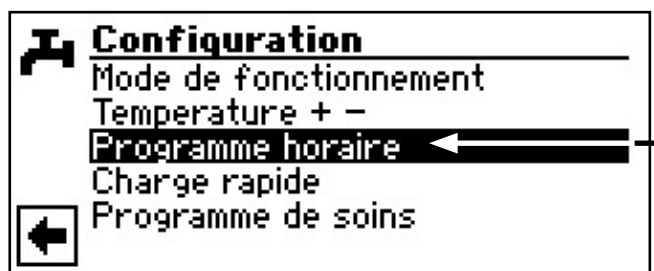 Configuration
Mode de fonctionnement
Temperature + -
Programme horaire
Charge rapide
Programme de soins